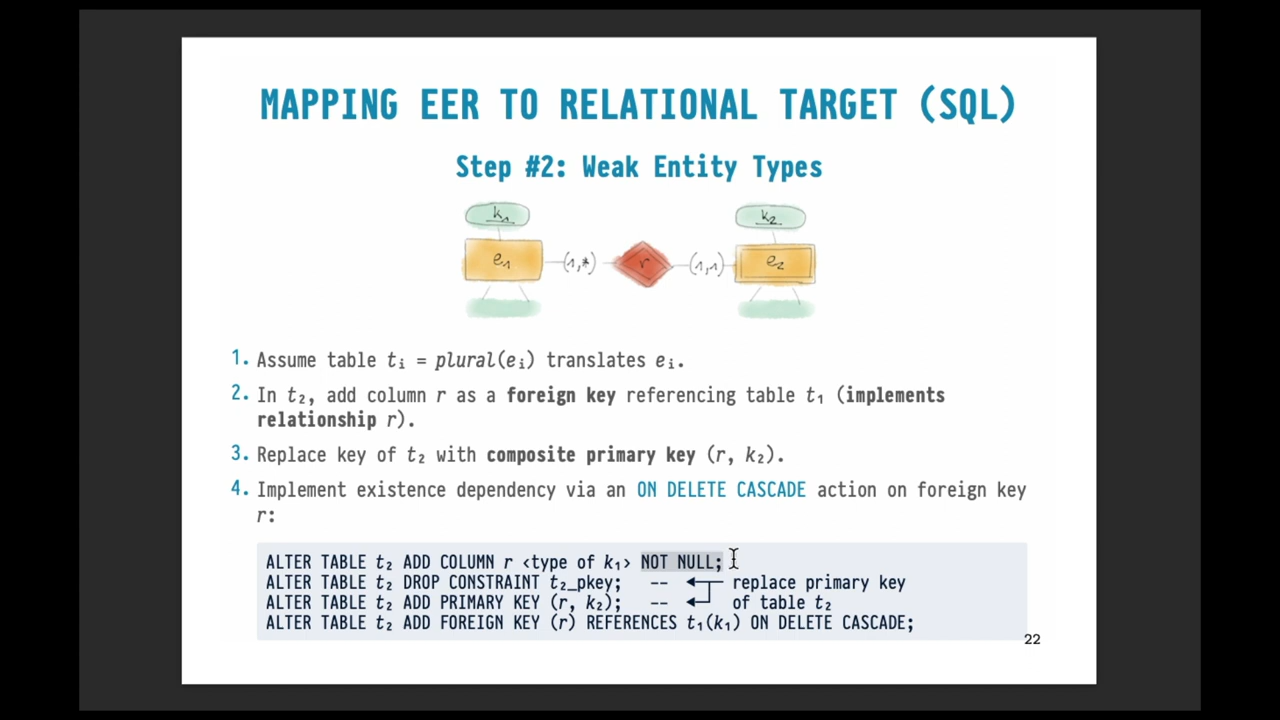 MAPPING EER TO RELATIONAL TARGET (SQL)
Step #2: Weak Entity Types
k₁ k₂
e₁ (1,*) r (1,1) e₂
1. Assume table tᵢ = plural(eᵢ) translates eᵢ.
2. In t₂, add column r as a foreign key referencing table t₁ (implements
relationship r).
3. Replace key of t₂ with composite primary key (r, k₂).
4. Implement existence dependency via an ON DELETE CASCADE action on foreign key
r:
ALTER TABLE t₂ ADD COLUMN r <type of k₁> NOT NULL;
ALTER TABLE t₂ DROP CONSTRAINT t₂_pkey; -- replace primary key
ALTER TABLE t₂ ADD PRIMARY KEY (r, k₂); -- of table t₂
ALTER TABLE t₂ ADD FOREIGN KEY (r) REFERENCES t₁(k₁) ON DELETE CASCADE;
22